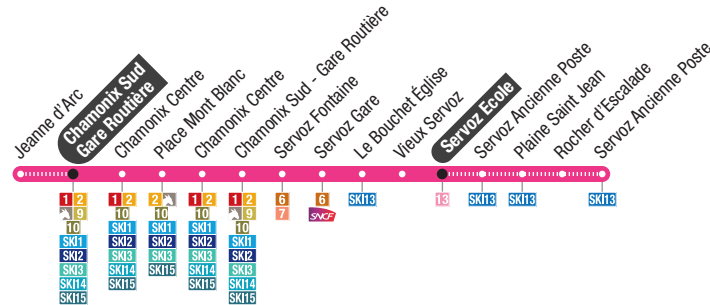 Jeanne d'Arc
Chamonix Sud
Gare Routière
Chamonix Centre
Place Mont Blanc
Chamonix Centre
Chamonix Sud - Gare Routière
Servoz Fontaine
Servoz Gare
Le Bouchet Église
Vieux Servoz
Servoz Ecole
Servoz Ancienne Poste
Plaine Saint Jean
Rocher d'Escalade
Servoz Ancienne Poste
1 2
9
10
SKI1
SKI2
SKI3
SKI14
SKI15
1 2
10
SKI1
SKI2
SKI3
SKI14
SKI15
2
10
SKI1
SKI15
1 2
10
SKI1
SKI2
SKI3
SKI14
SKI15
1 2
9
10
SKI1
SKI2
SKI3
SKI14
SKI15
6
7
6
SNCF
SKI13
13
SKI13
SKI13
SKI13